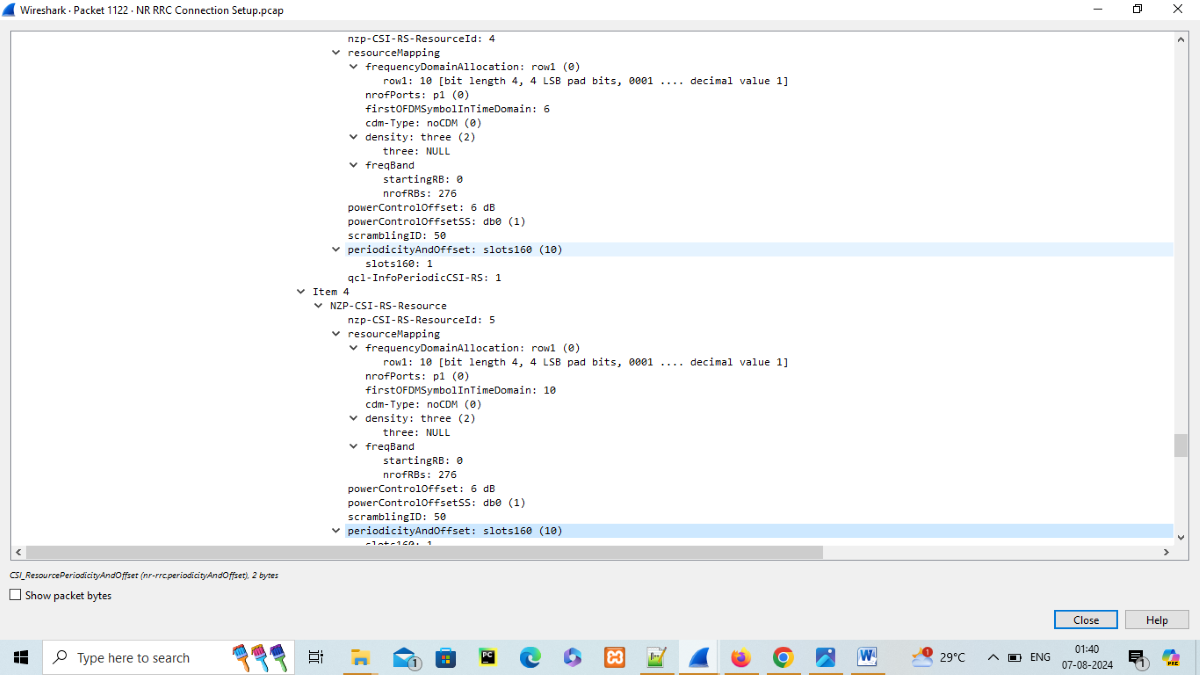 Wireshark · Packet 1122 · NR RRC Connection Setup.pcap
nzp-CSI-RS-ResourceId: 4
resourceMapping
frequencyDomainAllocation: row1 (0)
row1: 10 [bit length 4, 4 LSB pad bits, 0001 .... decimal value 1]
nrofPorts: p1 (0)
firstOFDMSymbolInTimeDomain: 6
cdm-Type: noCDM (0)
density: three (2)
three: NULL
freqBand
startingRB: 0
nrofRBs: 276
powerControlOffset: 6 dB
powerControlOffsetSS: db0 (1)
scramblingID: 50
periodicityAndOffset: slots160 (10)
slots160: 1
qcl-InfoPeriodicCSI-RS: 1
Item 4
NZP-CSI-RS-Resource
nzp-CSI-RS-ResourceId: 5
resourceMapping
frequencyDomainAllocation: row1 (0)
row1: 10 [bit length 4, 4 LSB pad bits, 0001 .... decimal value 1]
nrofPorts: p1 (0)
firstOFDMSymbolInTimeDomain: 10
cdm-Type: noCDM (0)
density: three (2)
three: NULL
freqBand
startingRB: 0
nrofRBs: 276
powerControlOffset: 6 dB
powerControlOffsetSS: db0 (1)
scramblingID: 50
periodicityAndOffset: slots160 (10)
slots160: 1
CSI_ResourcePeriodicityAndOffset (nr-rrc.periodicityAndOffset), 2 bytes
Show packet bytes
Close
Help
Type here to search
29°C
ENG
01:40
07-08-2024